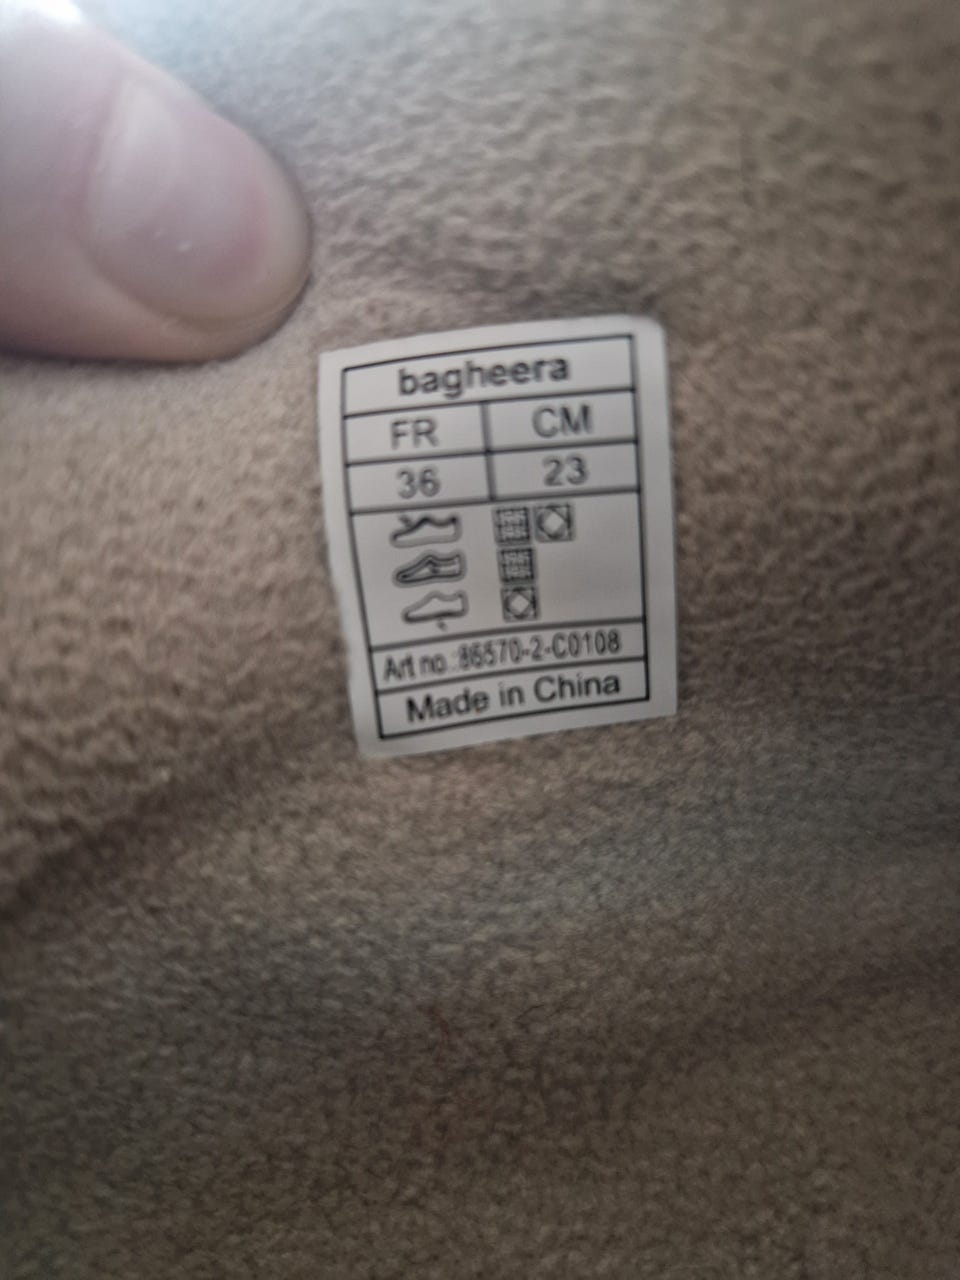 bagheera
FR CM
36 23
Art no.:86570-2-C0108
Made in China